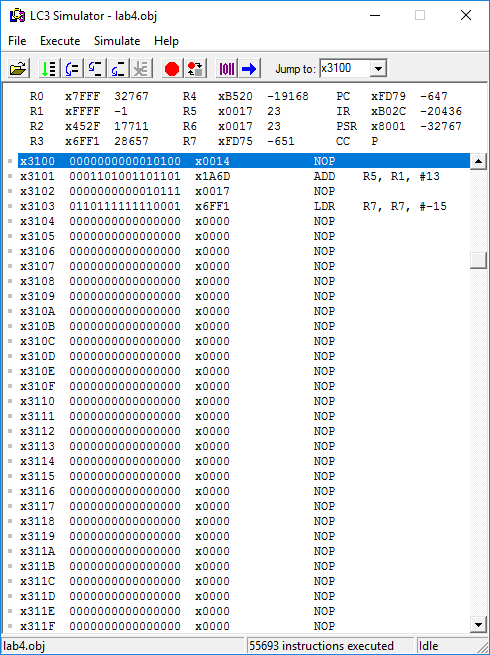 LC3 Simulator - lab4.obj
File Execute Simulate Help
Jump to: x3100
R0 x7FFF 32767 R4 xB520 -19168 PC xFD79 -647
R1 xFFFF -1 R5 x0017 23 IR xB02C -20436
R2 x452F 17711 R6 x0017 23 PSR x8001 -32767
R3 x6FF1 28657 R7 xFD75 -651 CC P
x3100 0000000000010100 x0014 NOP
x3101 0001101001101101 x1A6D ADD R5, R1, #13
x3102 0000000000010111 x0017 NOP
x3103 0110111111110001 x6FF1 LDR R7, R7, #-15
x3104 0000000000000000 x0000 NOP
x3105 0000000000000000 x0000 NOP
x3106 0000000000000000 x0000 NOP
x3107 0000000000000000 x0000 NOP
x3108 0000000000000000 x0000 NOP
x3109 0000000000000000 x0000 NOP
x310A 0000000000000000 x0000 NOP
x310B 0000000000000000 x0000 NOP
x310C 0000000000000000 x0000 NOP
x310D 0000000000000000 x0000 NOP
x310E 0000000000000000 x0000 NOP
x310F 0000000000000000 x0000 NOP
x3110 0000000000000000 x0000 NOP
x3111 0000000000000000 x0000 NOP
x3112 0000000000000000 x0000 NOP
x3113 0000000000000000 x0000 NOP
x3114 0000000000000000 x0000 NOP
x3115 0000000000000000 x0000 NOP
x3116 0000000000000000 x0000 NOP
x3117 0000000000000000 x0000 NOP
x3118 0000000000000000 x0000 NOP
x3119 0000000000000000 x0000 NOP
x311A 0000000000000000 x0000 NOP
x311B 0000000000000000 x0000 NOP
x311C 0000000000000000 x0000 NOP
x311D 0000000000000000 x0000 NOP
x311E 0000000000000000 x0000 NOP
x311F 0000000000000000 x0000 NOP
lab4.obj 55693 instructions executed Idle